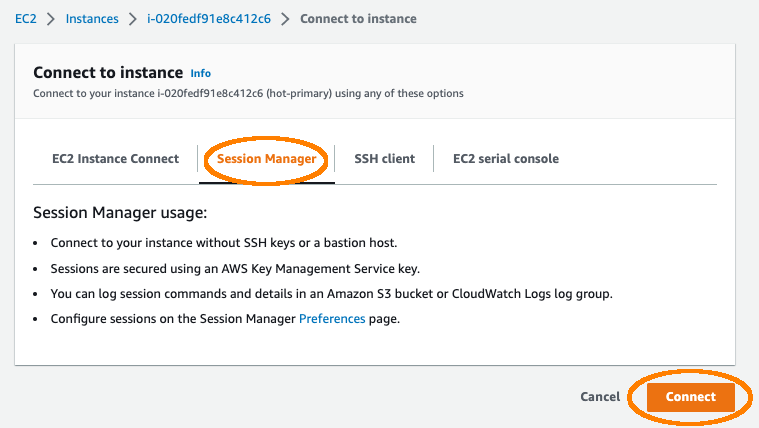 EC2 > Instances > i-020fedf91e8c412c6 > Connect to instance
Connect to instance Info
Connect to your instance i-020fedf91e8c412c6 (hot-primary) using any of these options
EC2 Instance Connect
Session Manager
SSH client
EC2 serial console
Session Manager usage:
• Connect to your instance without SSH keys or a bastion host.
• Sessions are secured using an AWS Key Management Service key.
• You can log session commands and details in an Amazon S3 bucket or CloudWatch Logs log group.
• Configure sessions on the Session Manager Preferences page.
Cancel
Connect